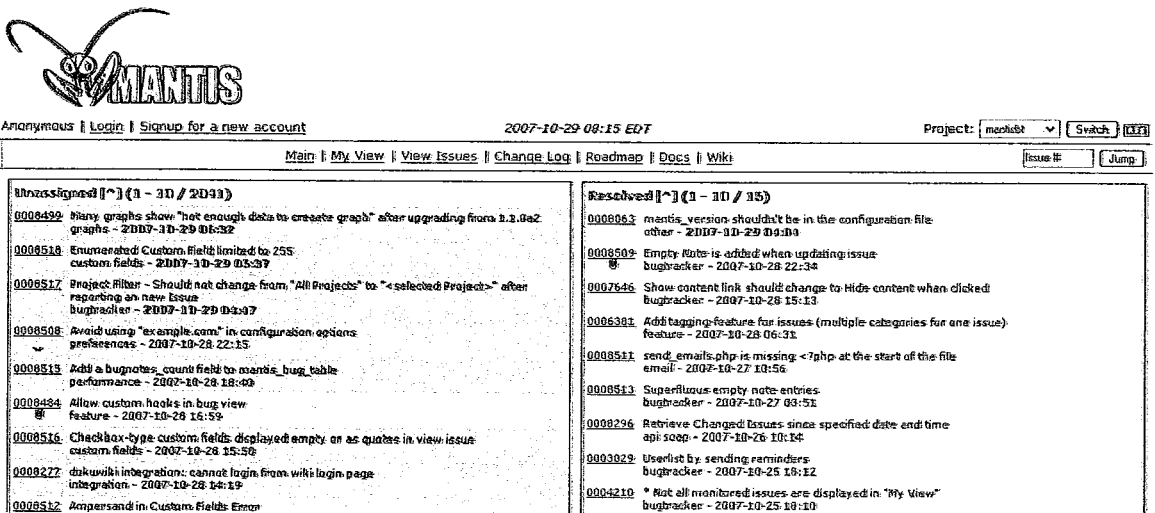 MANTIS
Anonymous | Login | Signup for a new account
2007-10-29 08:15 EDT
Project: mantisbt Switch
Main | My View | View Issues | Change Log | Roadmap | Docs | Wiki
Issue # Jump
Unassigned [^] (1 - 10 / 2041)
0008499 Many graphs show "not enough data to create graph" after upgrading from 1.1.0a2
graphs - 2007-10-29 06:32
0008518 Enumerated Custom Field limited to 255
custom fields - 2007-10-29 05:37
0008517 Project Filter - Should not change from "All Projects" to "<selected Project>" after
reporting an new Issue
bugtracker - 2007-10-29 04:47
0008508 Avoid using "example.com" in configuration options
preferences - 2007-10-28 22:15
0008515 Add a bugnotes_count field to mantis_bug_table
performance - 2007-10-28 18:40
0008484 Allow custom hooks in bug view
feature - 2007-10-28 16:59
0008516 Checkbox-type custom fields displayed empty or as quotes in view issue
custom fields - 2007-10-28 15:50
0008277 dokuwiki integration: cannot login from wiki login page
integration - 2007-10-28 14:19
0008512 Ampersand in Custom Fields Error
Resolved [^] (1 - 10 / 15)
0008063 mantis_version shouldn't be in the configuration file
other - 2007-10-29 04:04
0008509 Empty Note is added when updating issue
bugtracker - 2007-10-28 22:34
0007646 Show content link should change to Hide content when clicked
bugtracker - 2007-10-28 15:13
0006381 Add tagging feature for issues (multiple categories for one issue)
feature - 2007-10-28 06:31
0008511 send_emails.php is missing <?php at the start of the file
email - 2007-10-27 10:56
0008513 Superfluous empty note entries
bugtracker - 2007-10-27 03:51
0008296 Retrieve Changed Issues since specified date end time
api soap - 2007-10-26 10:14
0003029 Userlist by sending reminders
bugtracker - 2007-10-25 18:12
0004210 * Not all monitored issues are displayed in "My View"
bugtracker - 2007-10-25 18:10